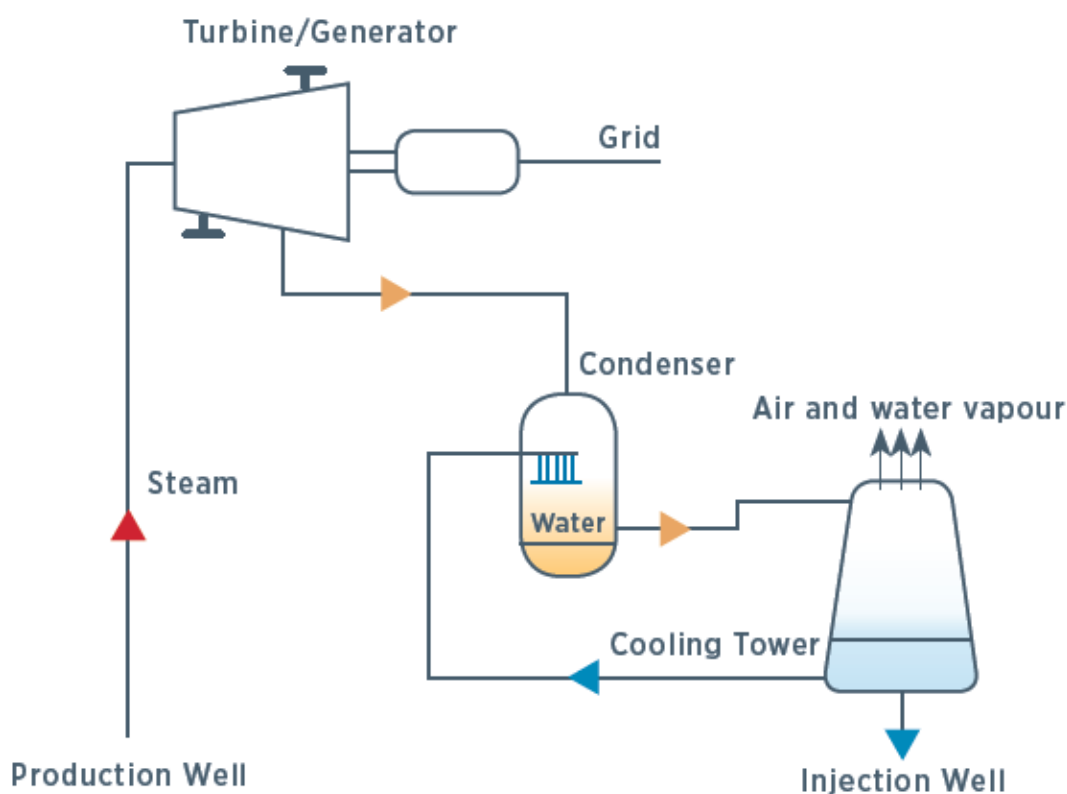 Turbine/Generator
Grid
Condenser
Air and water vapour
Steam
Water
Cooling Tower
Production Well
Injection Well